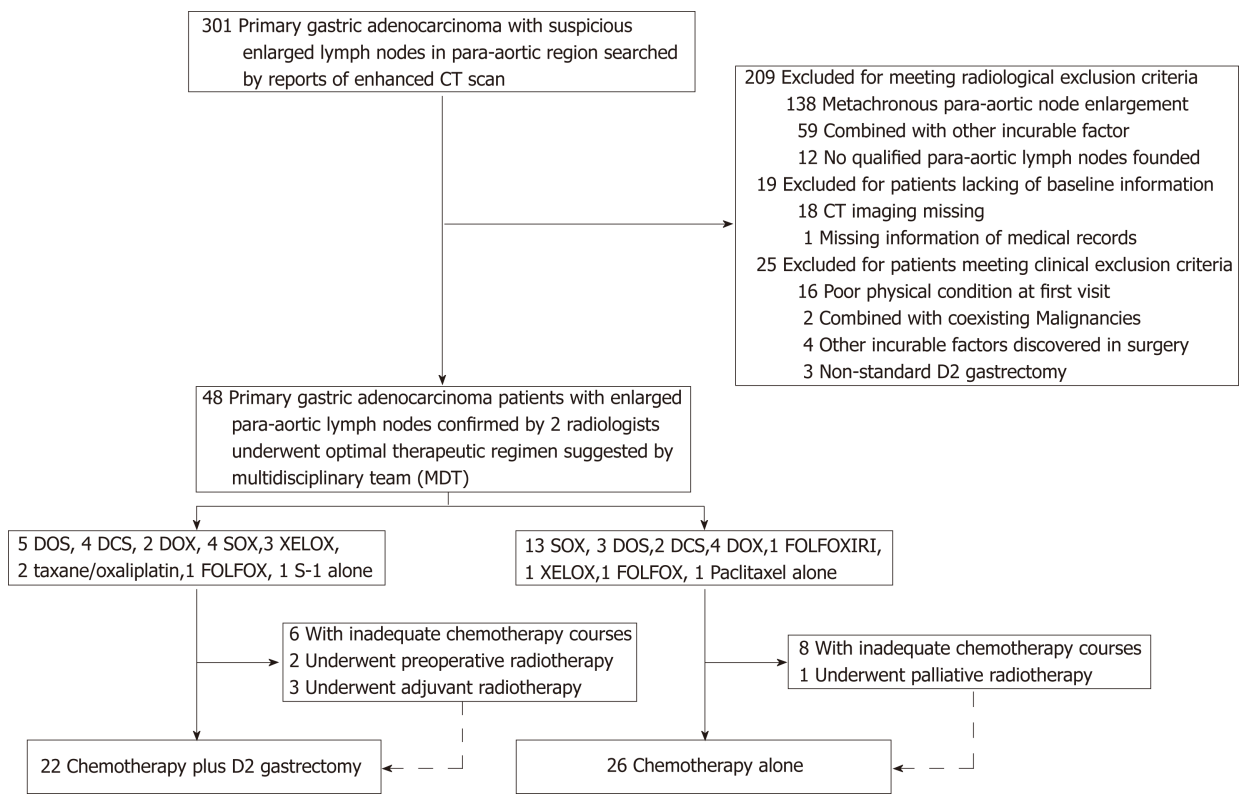 301 Primary gastric adenocarcinoma with suspicious
enlarged lymph nodes in para-aortic region searched
by reports of enhanced CT scan
209 Excluded for meeting radiological exclusion criteria
138 Metachronous para-aortic node enlargement
59 Combined with other incurable factor
12 No qualified para-aortic lymph nodes founded
19 Excluded for patients lacking of baseline information
18 CT imaging missing
1 Missing information of medical records
25 Excluded for patients meeting clinical exclusion criteria
16 Poor physical condition at first visit
2 Combined with coexisting Malignancies
4 Other incurable factors discovered in surgery
3 Non-standard D2 gastrectomy
48 Primary gastric adenocarcinoma patients with enlarged
para-aortic lymph nodes confirmed by 2 radiologists
underwent optimal therapeutic regimen suggested by
multidisciplinary team (MDT)
5 DOS, 4 DCS, 2 DOX, 4 SOX,3 XELOX,
2 taxane/oxaliplatin,1 FOLFOX, 1 S-1 alone
13 SOX, 3 DOS,2 DCS,4 DOX,1 FOLFOXIRI,
1 XELOX,1 FOLFOX, 1 Paclitaxel alone
6 With inadequate chemotherapy courses
2 Underwent preoperative radiotherapy
3 Underwent adjuvant radiotherapy
8 With inadequate chemotherapy courses
1 Underwent palliative radiotherapy
22 Chemotherapy plus D2 gastrectomy
26 Chemotherapy alone